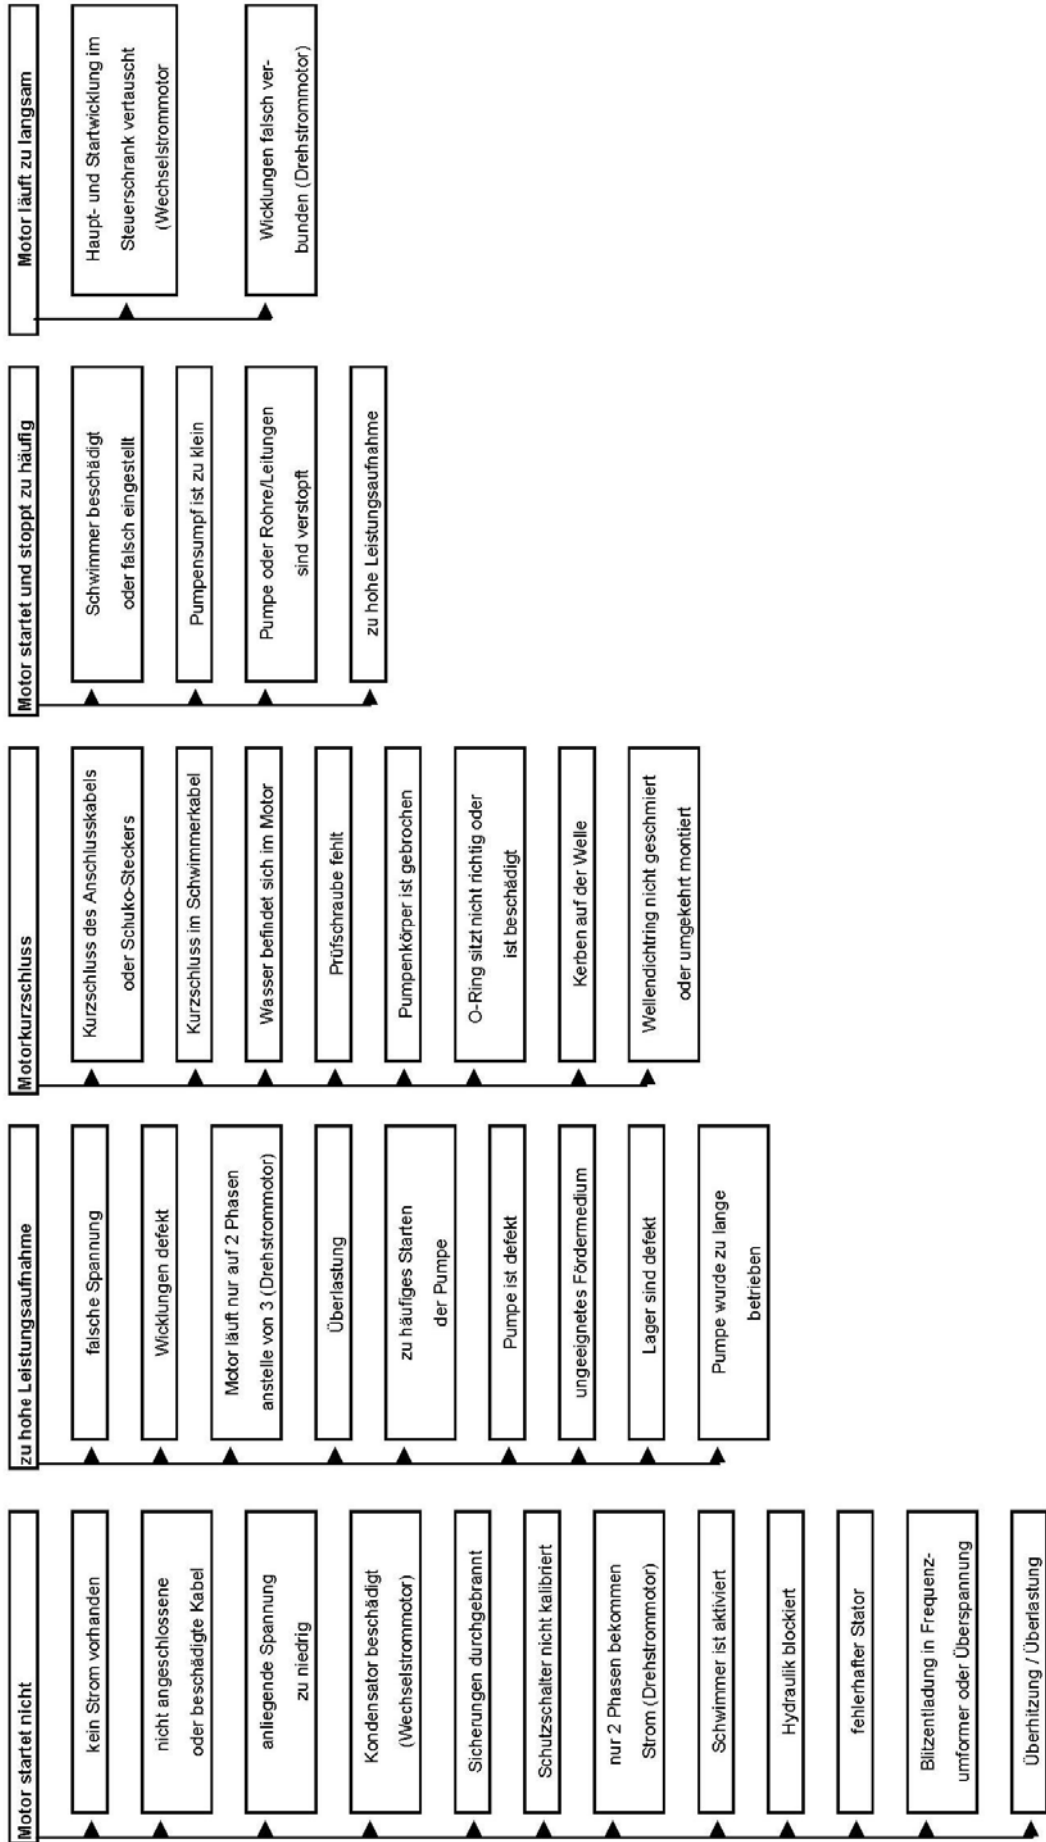 Motor startet nicht
kein Strom vorhanden
nicht angeschlossene
oder beschädigte Kabel
anliegende Spannung
zu niedrig
Kondensator beschädigt
(Wechselstrommotor)
Sicherungen durchgebrannt
Schutzschalter nicht kalibriert
nur 2 Phasen bekommen
Strom (Drehstrommotor)
Schwimmer ist aktiviert
Hydraulik blockiert
fehlerhafter Stator
Blitzentladung in Frequenz-
umformer oder Überspannung
Überhitzung / Überlastung
zu hohe Leistungsaufnahme
falsche Spannung
Wicklungen defekt
Motor läuft nur auf 2 Phasen
anstelle von 3 (Drehstrommotor)
Überlastung
zu häufiges Starten
der Pumpe
Pumpe ist defekt
ungeeignetes Fördermedium
Lager sind defekt
Pumpe wurde zu lange
betrieben
Motorkurzschluss
Kurzschluss des Anschlusskabels
oder Schuko-Steckers
Kurzschluss im Schwimmerkabel
Wasser befindet sich im Motor
Prüfschraube fehlt
Pumpenkörper ist gebrochen
O-Ring sitzt nicht richtig oder
ist beschädigt
Kerben auf der Welle
Wellendichtring nicht geschmiert
oder umgekehrt montiert
Motor startet und stoppt zu häufig
Schwimmer beschädigt
oder falsch eingestellt
Pumpensumpf ist zu klein
Pumpe oder Rohre/Leitungen
sind verstopft
zu hohe Leistungsaufnahme
Motor läuft zu langsam
Haupt- und Startwicklung im
Steuerschrank vertauscht
(Wechselstrommotor
Wicklungen falsch ver-
bunden (Drehstrommotor)